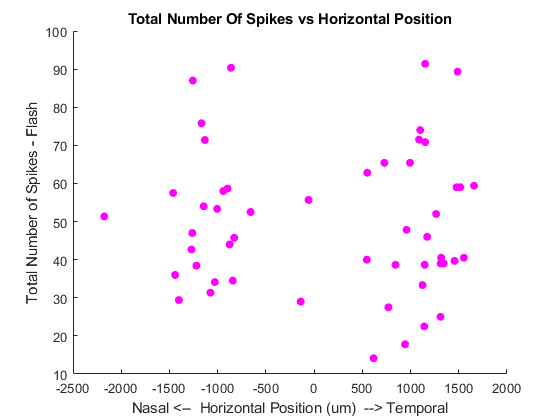 Total Number Of Spikes vs Horizontal Position
100
90
80
70
60
50
40
30
20
10
Total Number of Spikes - Flash
-2500 -2000 -1500 -1000 -500 0 500 1000 1500 2000
Nasal <-- Horizontal Position (um) --> Temporal